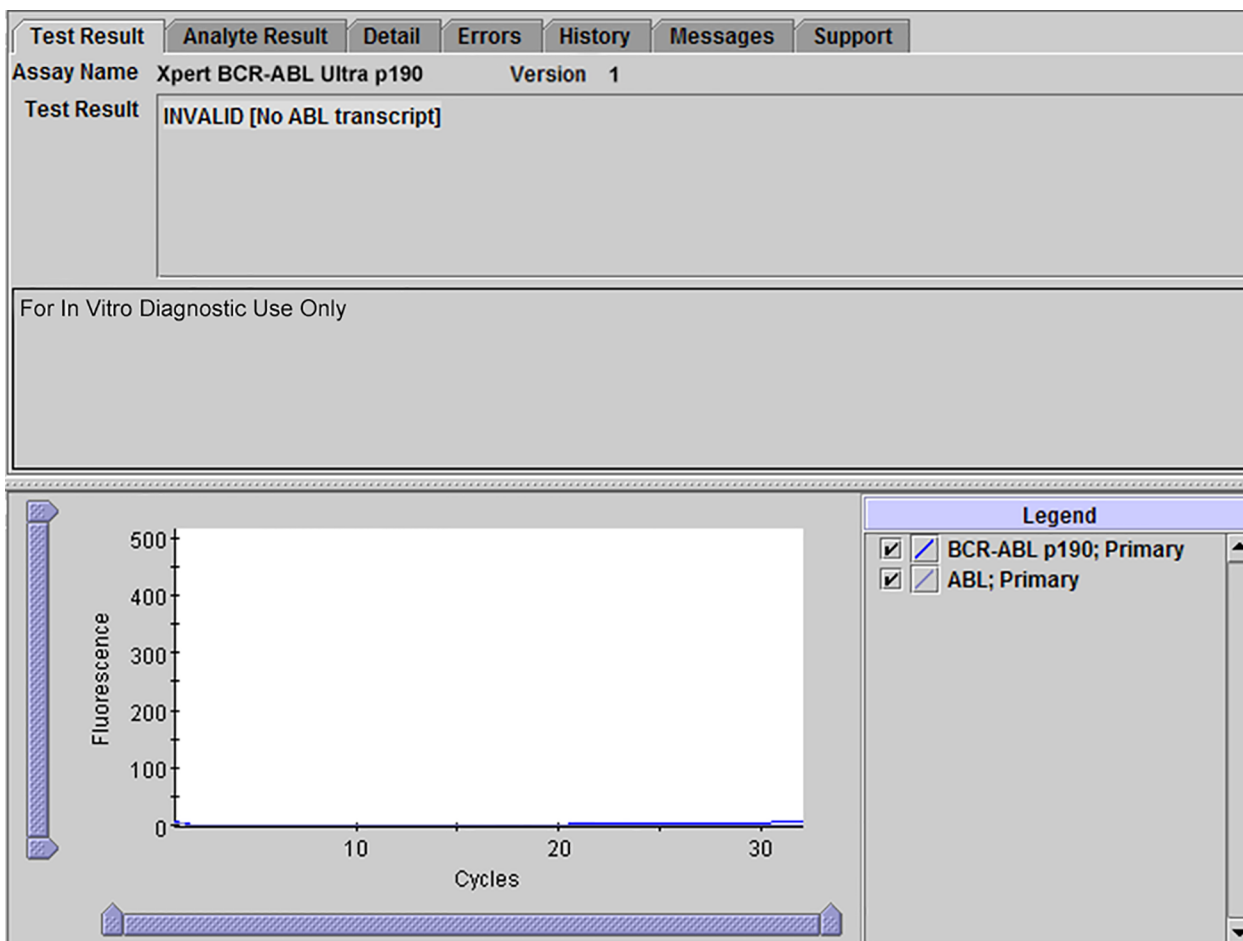 Test Result Analyte Result Detail Errors History Messages Support
Assay Name Xpert BCR-ABL Ultra p190 Version 1
Test Result INVALID [No ABL transcript]
For In Vitro Diagnostic Use Only
Legend
BCR-ABL p190; Primary
ABL; Primary
500
400
300
200
100
0
Fluorescence
10 20 30
Cycles